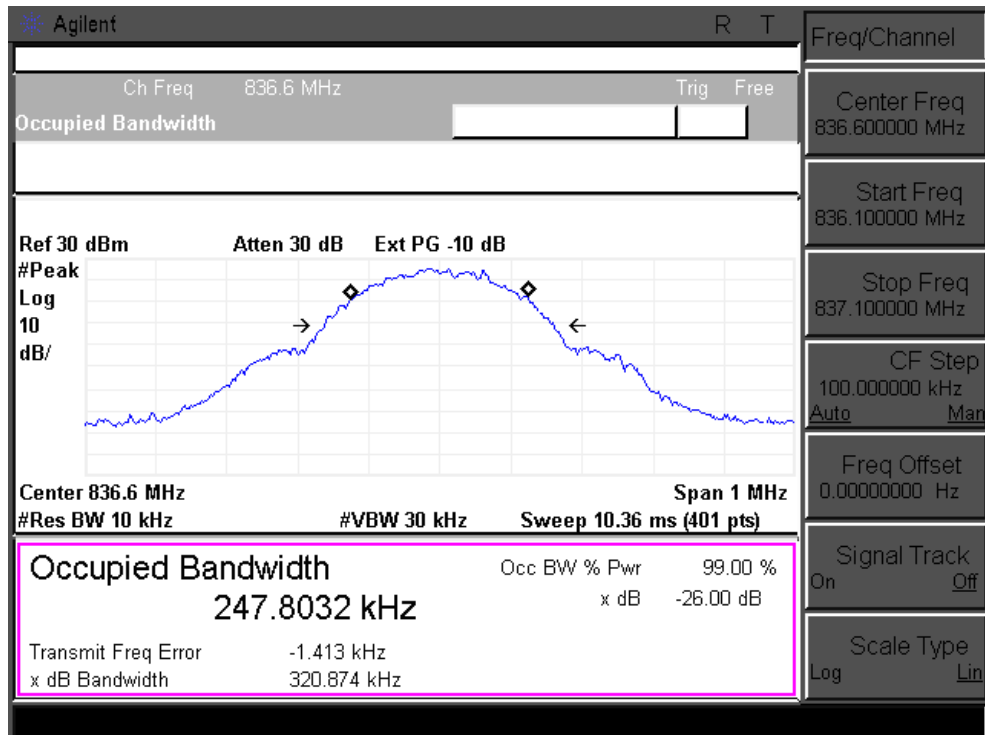 Agilent R T
Ch Freq 836.6 MHz Trig Free
Occupied Bandwidth
Ref 30 dBm Atten 30 dB Ext PG -10 dB
#Peak
Log
10
dB/
Center 836.6 MHz Span 1 MHz
#Res BW 10 kHz #VBW 30 kHz Sweep 10.36 ms (401 pts)
Occupied Bandwidth
247.8032 kHz
Occ BW % Pwr 99.00 %
x dB -26.00 dB
Transmit Freq Error -1.413 kHz
x dB Bandwidth 320.874 kHz
Freq/Channel
Center Freq
836.600000 MHz
Start Freq
836.100000 MHz
Stop Freq
837.100000 MHz
CF Step
100.000000 kHz
Auto Man
Freq Offset
0.00000000 Hz
Signal Track
On Off
Scale Type
Log Lin